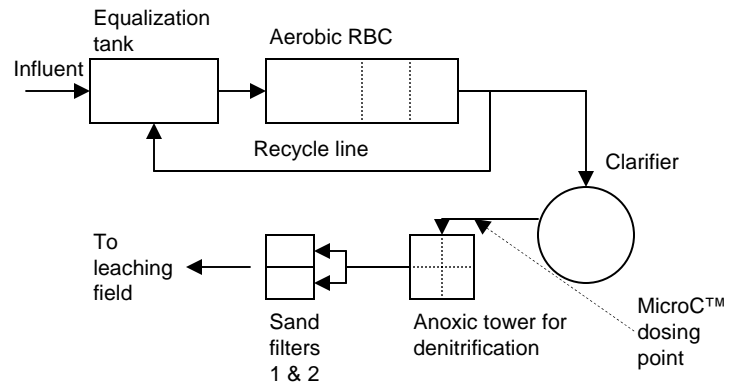 Equalization
tank
Aerobic RBC
Influent
Recycle line
Clarifier
To
leaching
field
Sand
filters
1 & 2
Anoxic tower for
denitrification
MicroC™
dosing
point